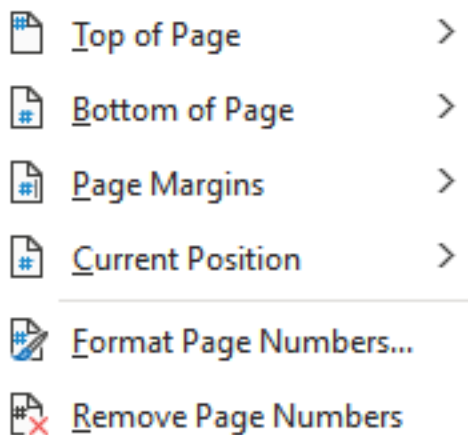 Top of Page
Bottom of Page
Page Margins
Current Position
Format Page Numbers...
Remove Page Numbers